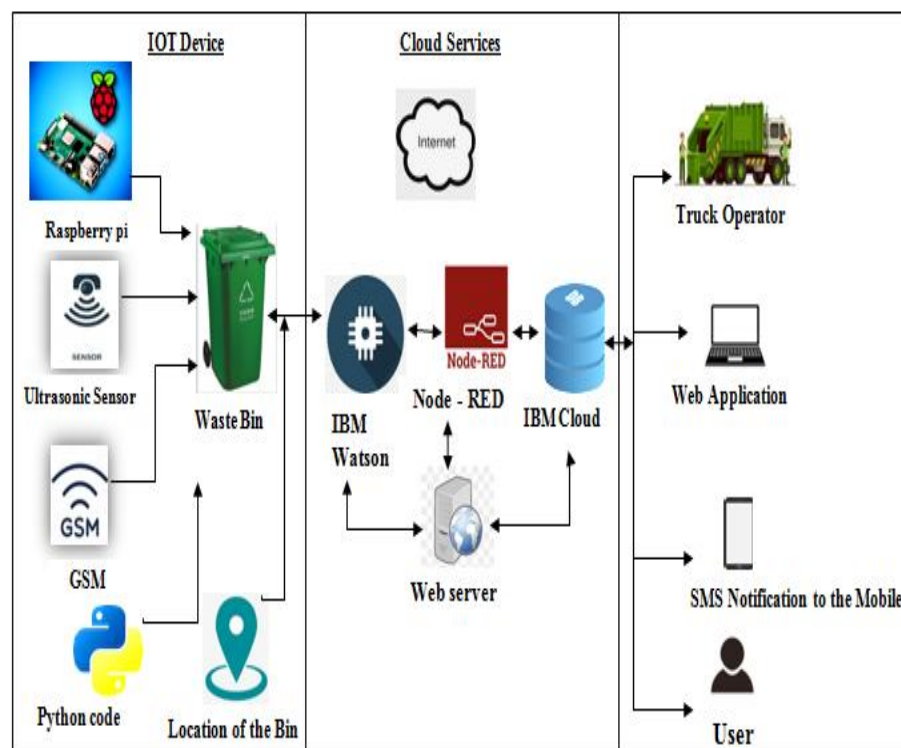 IOT Device
Raspberry pi
SENSOR
Ultrasonic Sensor
GSM
GSM
Python code
Waste Bin
Location of the Bin
Cloud Services
Internet
IBM
Watson
Node-RED
Node - RED
IBM Cloud
Web server
Truck Operator
Web Application
SMS Notification to the Mobile
User